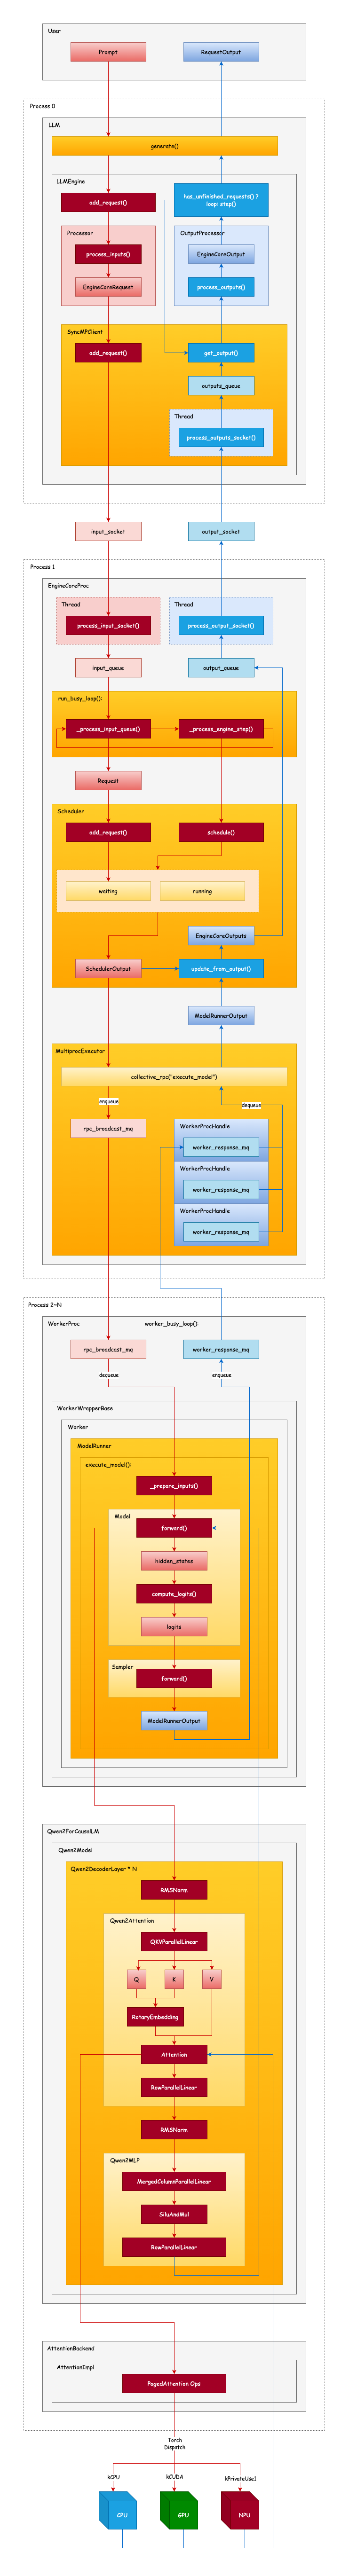 User
Prompt
RequestOutput
Process 0
LLM
generate()
LLMEngine
add_request()
has_unfinished_requests() ?
loop: step()
Processor
OutputProcessor
process_inputs()
EngineCoreOutput
EngineCoreRequest
process_outputs()
SyncMPClient
add_request()
get_output()
outputs_queue
Thread
process_outputs_socket()
input_socket
output_socket
Process 1
EngineCoreProc
Thread
Thread
process_input_socket()
process_output_socket()
input_queue
output_queue
run_busy_loop():
_process_input_queue()
_process_engine_step()
Request
Scheduler
add_request()
schedule()
waiting
running
EngineCoreOutputs
SchedulerOutput
update_from_output()
ModelRunnerOutput
MultiprocExecutor
collective_rpc("execute_model")
enqueue
dequeue
rpc_broadcast_mq
WorkerProcHandle
worker_response_mq
WorkerProcHandle
worker_response_mq
WorkerProcHandle
worker_response_mq
Process 2~N
WorkerProc
worker_busy_loop():
rpc_broadcast_mq
worker_response_mq
dequeue
enqueue
WorkerWrapperBase
Worker
ModelRunner
execute_model():
_prepare_inputs()
Model
forward()
hidden_states
compute_logits()
logits
Sampler
forward()
ModelRunnerOutput
Qwen2ForCausalLM
Qwen2Model
Qwen2DecoderLayer * N
RMSNorm
Qwen2Attention
QKVParallelLinear
Q
K
V
RotaryEmbedding
Attention
RowParallelLinear
RMSNorm
Qwen2MLP
MergedColumnParallelLinear
SiluAndMul
RowParallelLinear
AttentionBackend
AttentionImpl
PagedAttention Ops
Torch
Dispatch
kCPU
kCUDA
kPrivateUse1
CPU
GPU
NPU